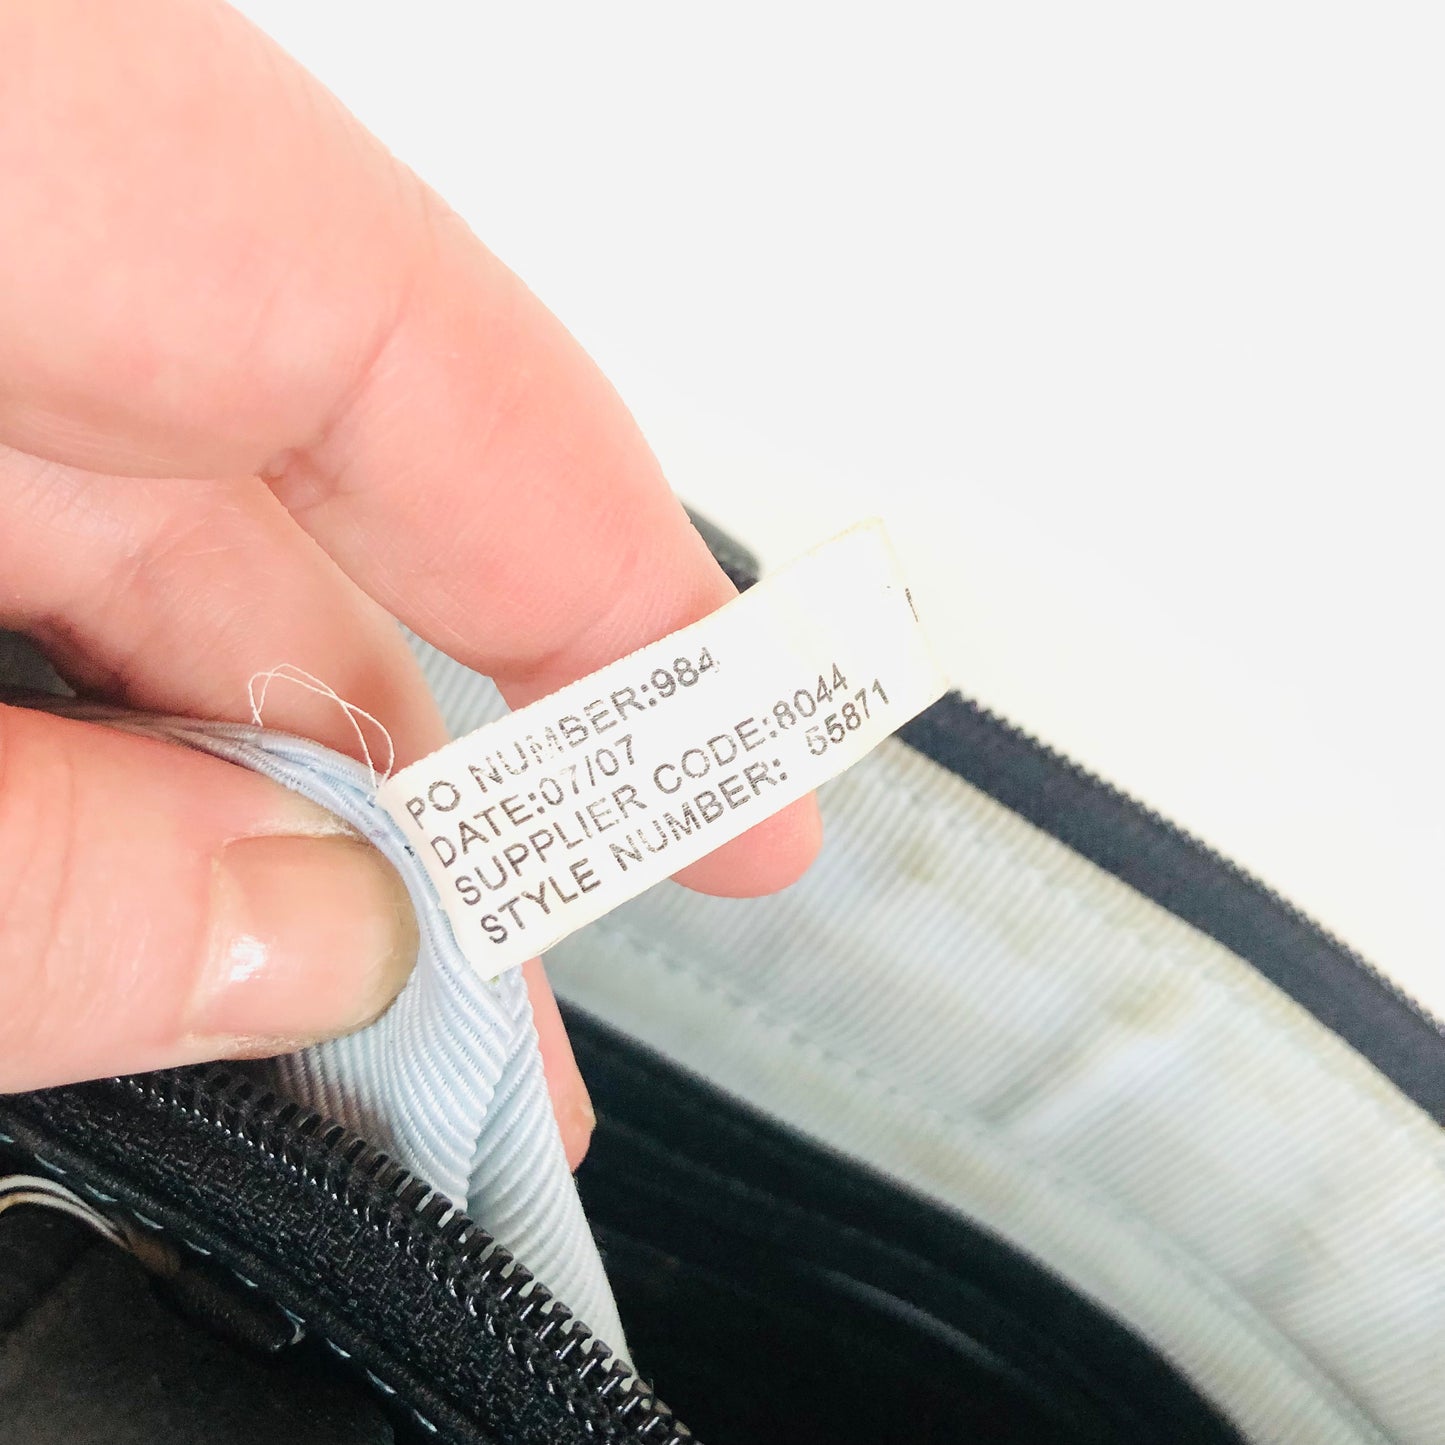 PO NUMBER:984
DATE:07/07
SUPPLIER CODE:8044
STYLE NUMBER: 55871